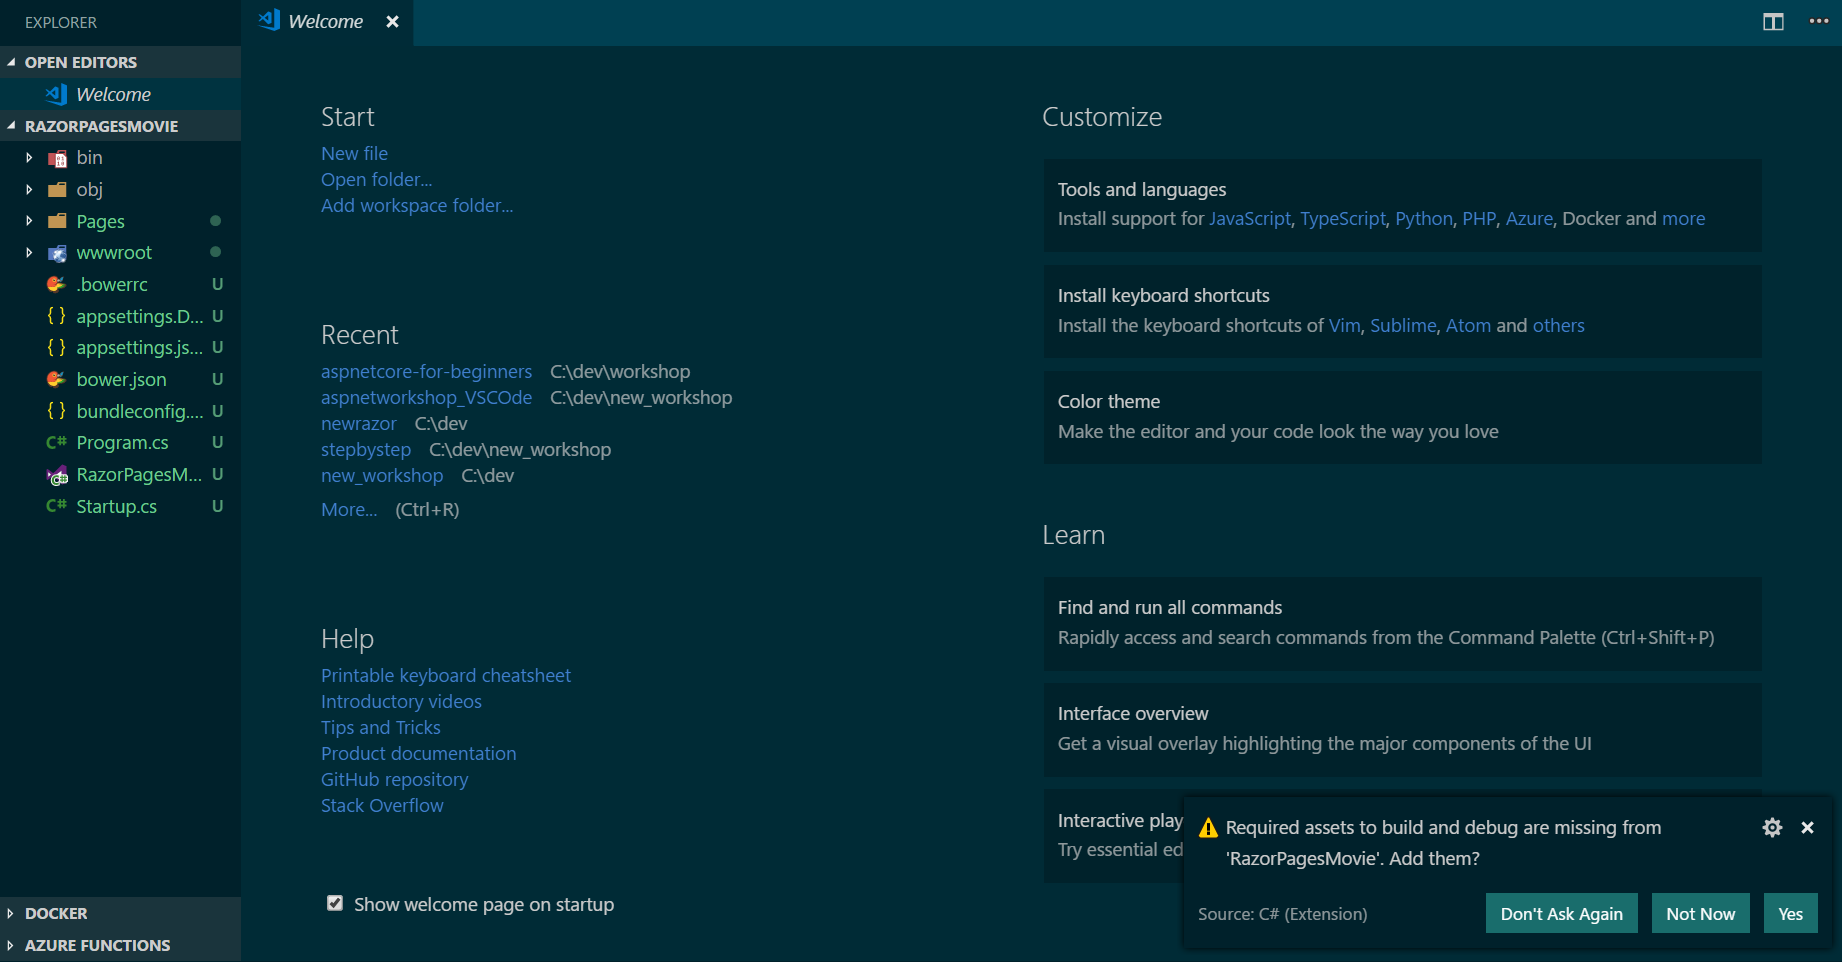 EXPLORER
OPEN EDITORS
Welcome
RAZORPAGESMOVIE
bin
obj
Pages
wwwroot
.bowerrc U
appsettings.D... U
appsettings.js... U
bower.json U
bundleconfig.... U
C# Program.cs U
RazorPagesM... U
C# Startup.cs U
DOCKER
AZURE FUNCTIONS
Welcome
Start
New file
Open folder...
Add workspace folder...
Recent
aspnetcore-for-beginners C:\dev\workshop
aspnetworkshop_VSCOde C:\dev\new_workshop
newrazor C:\dev
stepbystep C:\dev\new_workshop
new_workshop C:\dev
More... (Ctrl+R)
Help
Printable keyboard cheatsheet
Introductory videos
Tips and Tricks
Product documentation
GitHub repository
Stack Overflow
Show welcome page on startup
Customize
Tools and languages
Install support for JavaScript, TypeScript, Python, PHP, Azure, Docker and more
Install keyboard shortcuts
Install the keyboard shortcuts of Vim, Sublime, Atom and others
Color theme
Make the editor and your code look the way you love
Learn
Find and run all commands
Rapidly access and search commands from the Command Palette (Ctrl+Shift+P)
Interface overview
Get a visual overlay highlighting the major components of the UI
Interactive play
Try essential ed
Required assets to build and debug are missing from
'RazorPagesMovie'. Add them?
Source: C# (Extension)
Don't Ask Again
Not Now
Yes